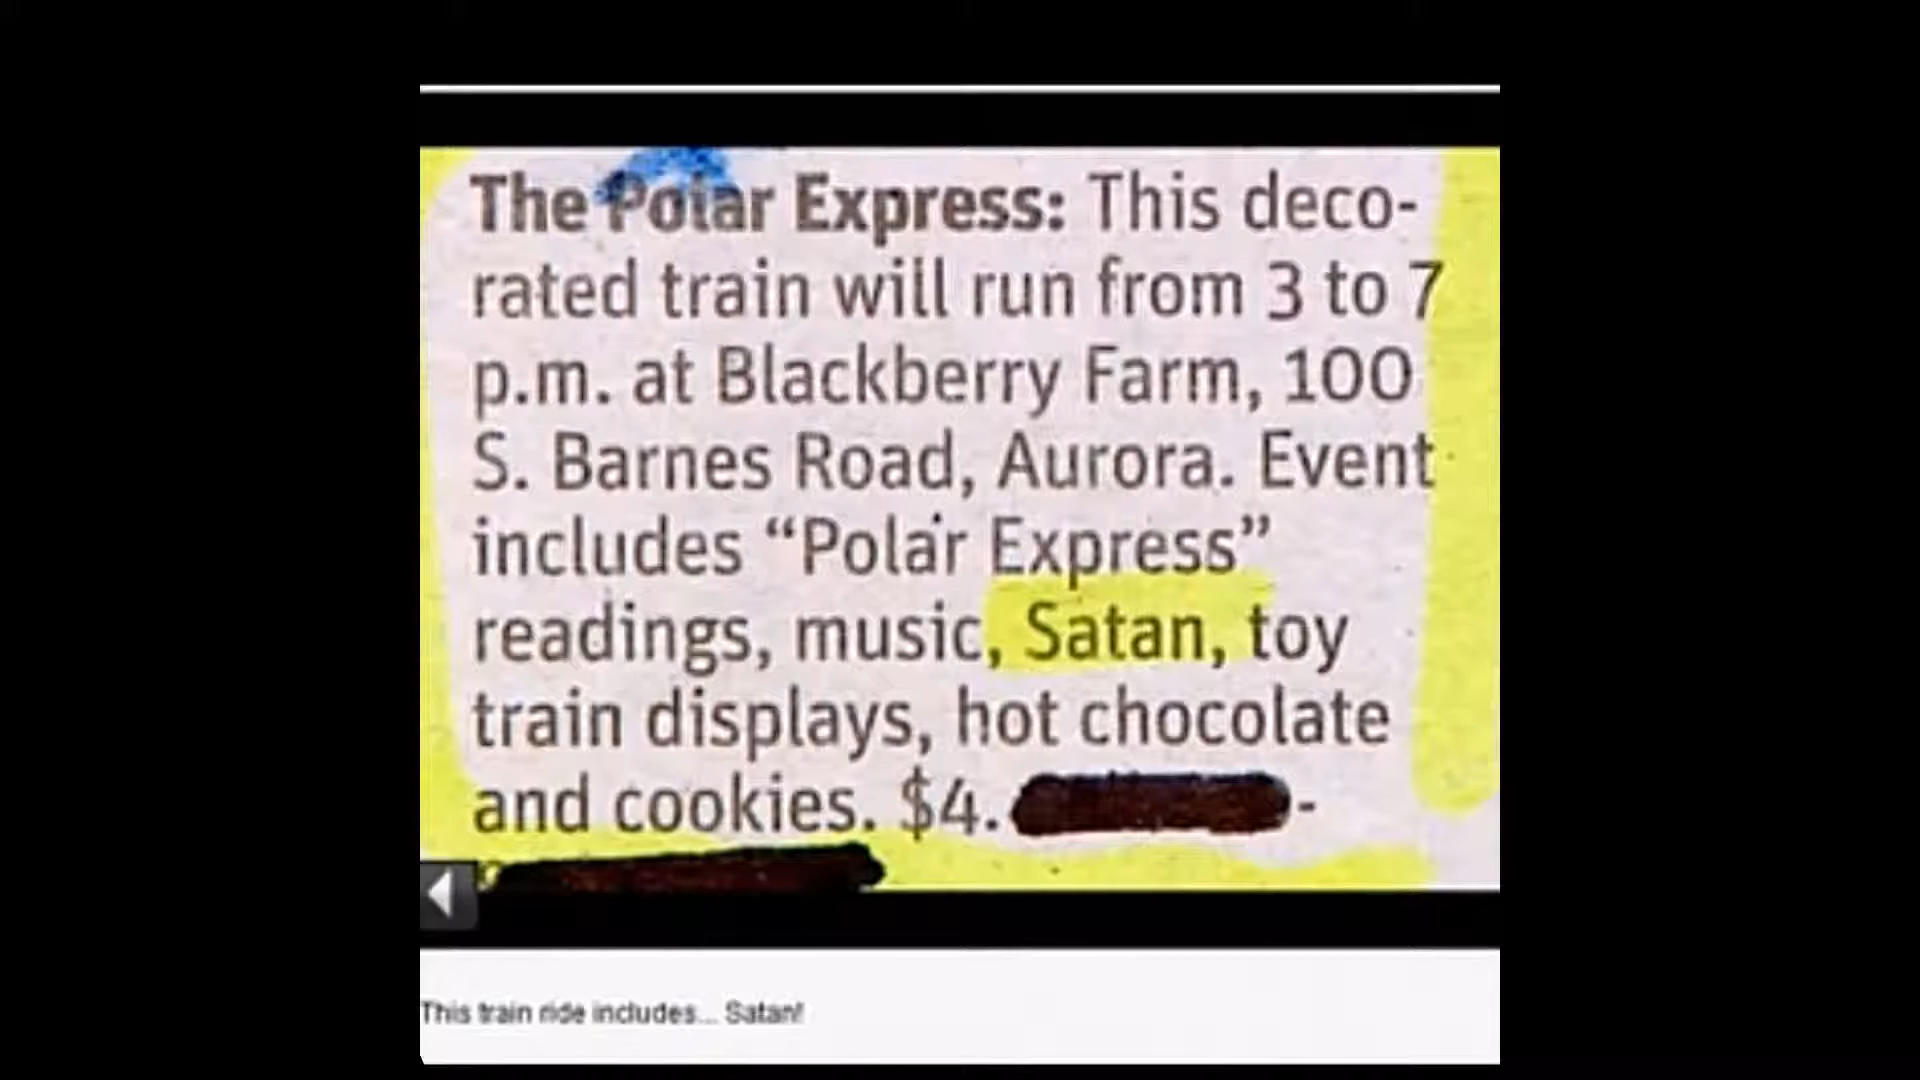 The Polar Express: This deco-
rated train will run from 3 to 7
p.m. at Blackberry Farm, 100
S. Barnes Road, Aurora. Event
includes “Polar Express”
readings, music, Satan, toy
train displays, hot chocolate
and cookies. $4. -
This train ride includes... Satan!